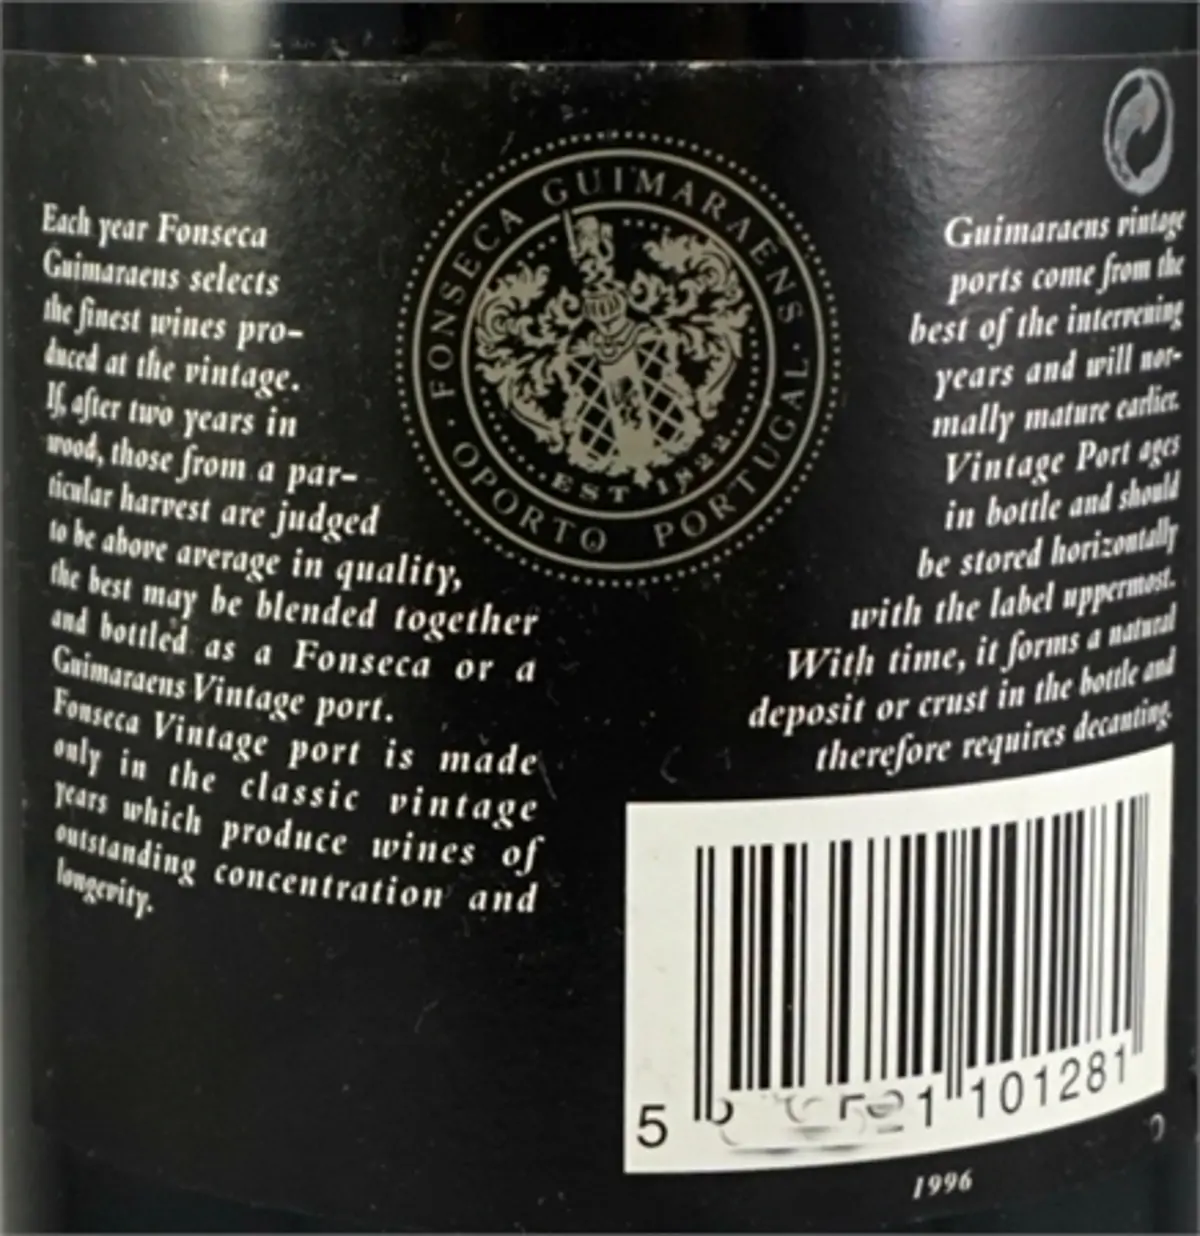 FONSECA GUIMARAENS · OPORTO PORTUGAL ·
EST 1822
Each year Fonseca
Guimaraens selects
the finest wines pro-
duced at the vintage.
If, after two years in
wood, those from a par-
ticular harvest are judged
to be above average in quality,
the best may be blended together
and bottled as a Fonseca or a
Guimaraens Vintage port.
Fonseca Vintage port is made
only in the classic vintage
years which produce wines of
outstanding concentration and
longevity.
Guimaraens vintage
ports come from the
best of the intervening
years and will nor-
mally mature earlier.
Vintage Port ages
in bottle and should
be stored horizontally
with the label uppermost.
With time, it forms a natural
deposit or crust in the bottle and
therefore requires decanting.
5 101281
1996